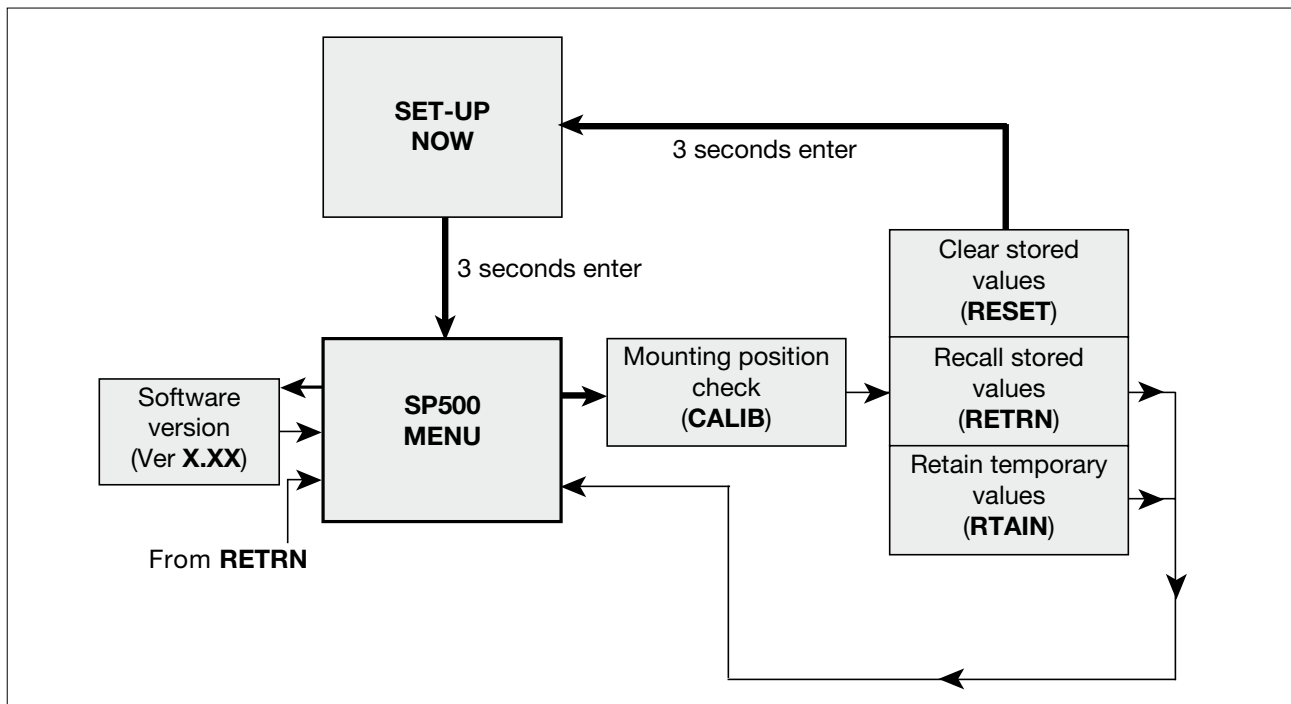 SET-UP
NOW
3 seconds enter
3 seconds enter
Clear stored
values
(RESET)
Software
version
(Ver X.XX)
SP500
MENU
Mounting position
check
(CALIB)
Recall stored
values
(RETRN)
Retain temporary
values
(RTAIN)
From RETRN